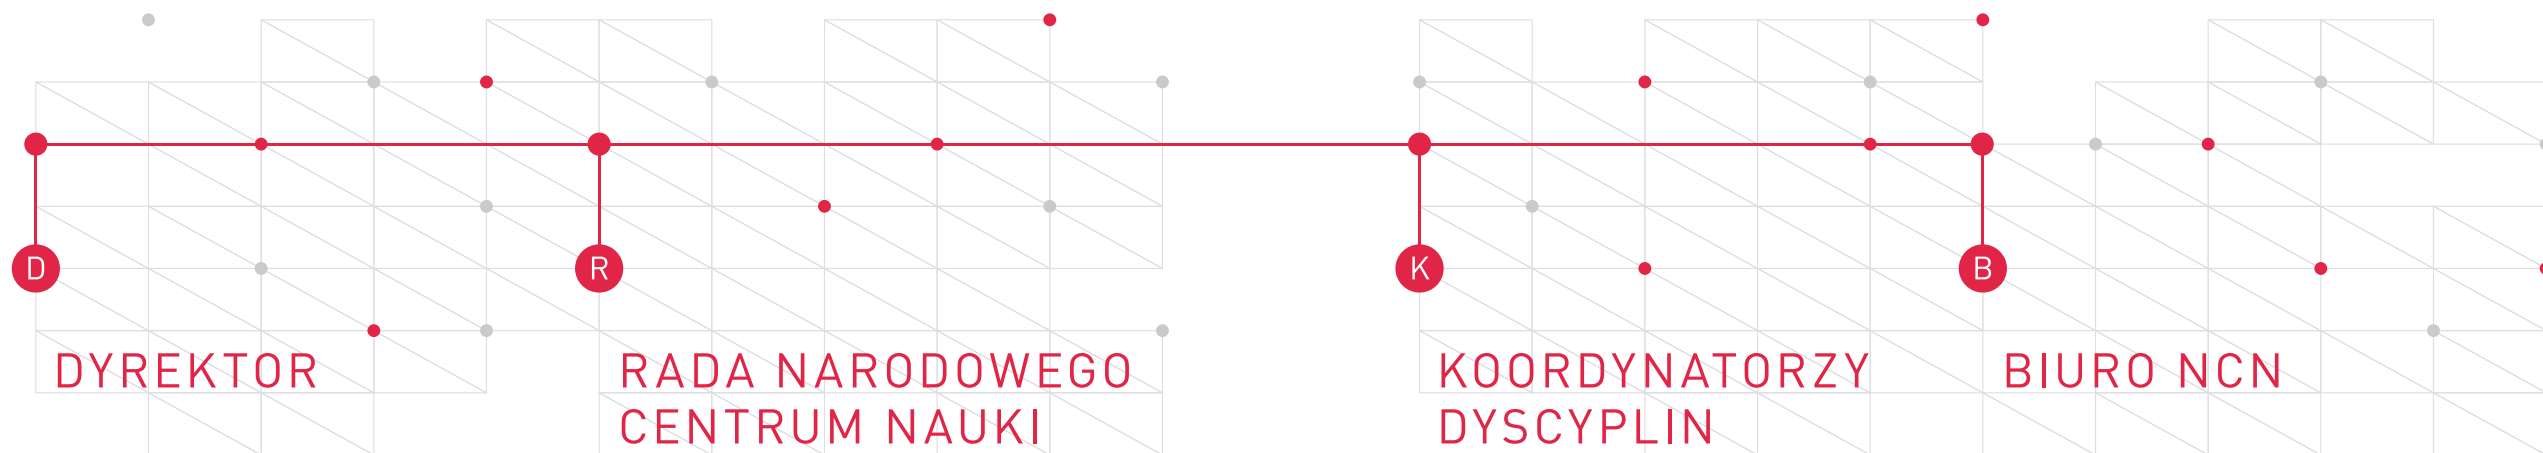 D
R
K
B
DYREKTOR
RADA NARODOWEGO
CENTRUM NAUKI
KOORDYNATORZY
DYSCYPLIN
BIURO NCN